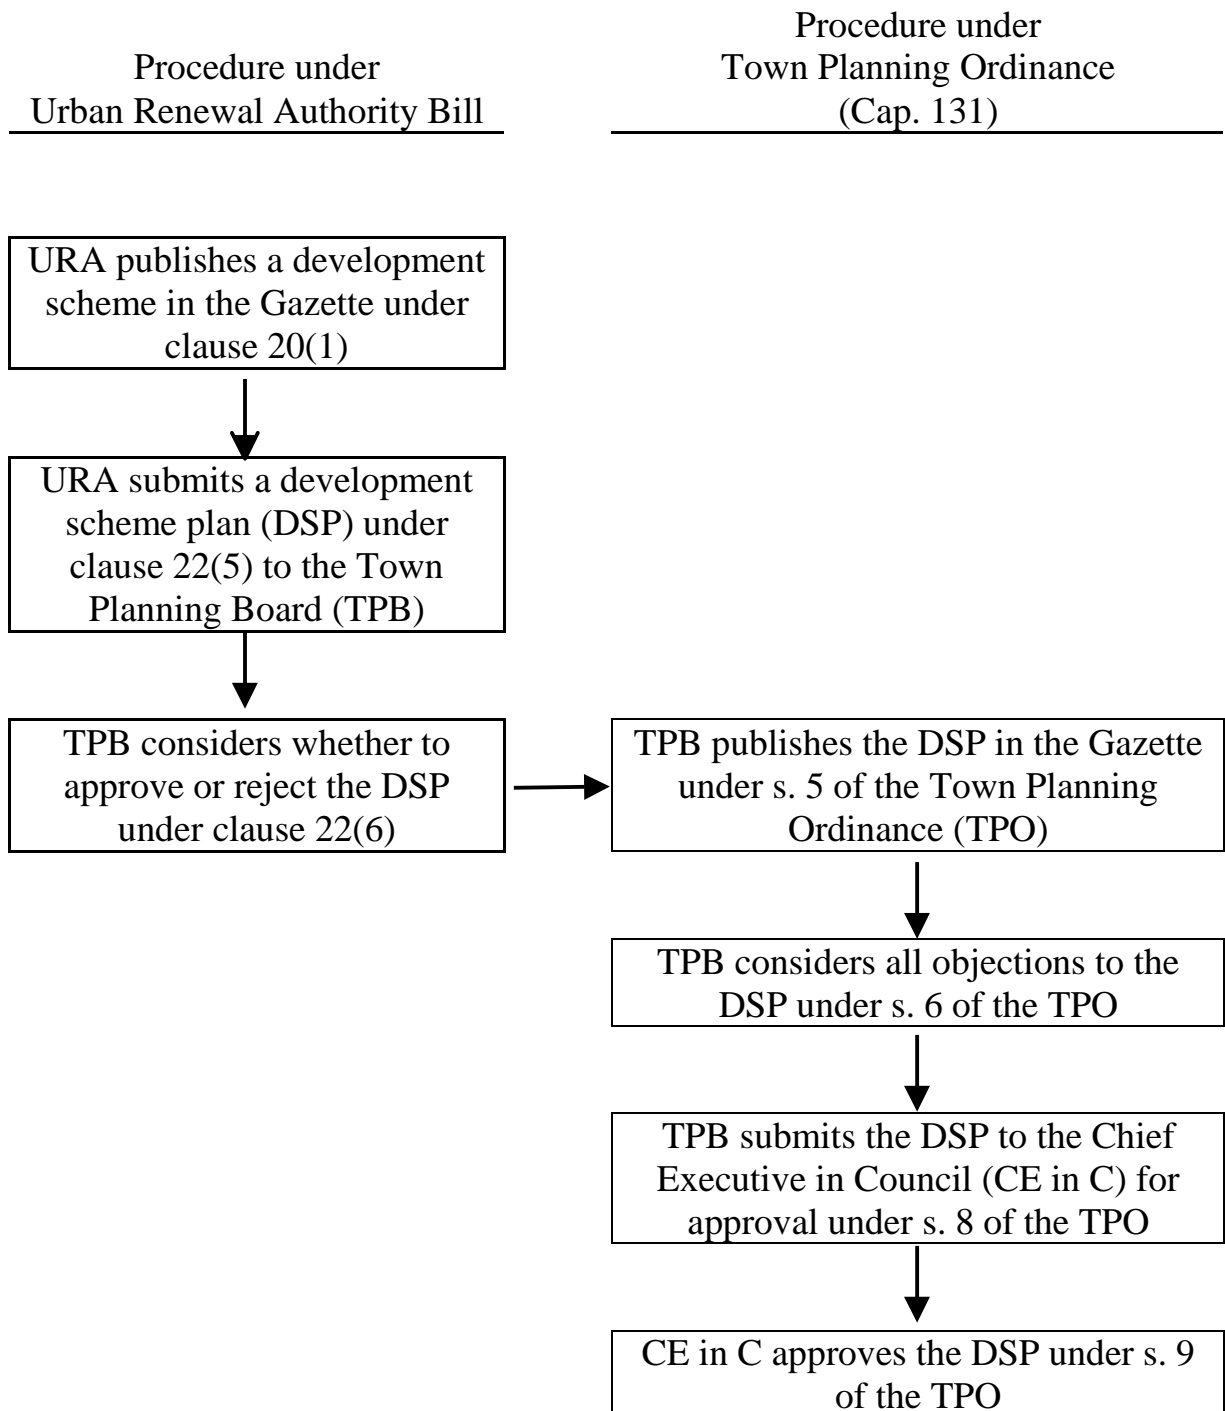 Procedure under
Urban Renewal Authority Bill
Procedure under
Town Planning Ordinance
(Cap. 131)
URA publishes a development
scheme in the Gazette under
clause 20(1)
URA submits a development
scheme plan (DSP) under
clause 22(5) to the Town
Planning Board (TPB)
TPB considers whether to
approve or reject the DSP
under clause 22(6)
TPB publishes the DSP in the Gazette
under s. 5 of the Town Planning
Ordinance (TPO)
TPB considers all objections to the
DSP under s. 6 of the TPO
TPB submits the DSP to the Chief
Executive in Council (CE in C) for
approval under s. 8 of the TPO
CE in C approves the DSP under s. 9
of the TPO